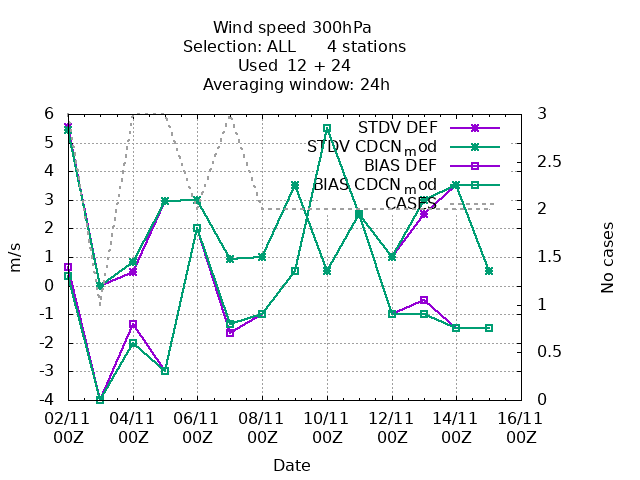 Wind speed 300hPa
Selection: ALL 4 stations
Used 12 + 24
Averaging window: 24h
STDV DEF
STDV CDCN_mod
BIAS DEF
BIAS CDCN_mod
CASES
6
5
4
3
2
1
0
-1
-2
-3
-4
m/s
3
2.5
2
1.5
1
0.5
0
No cases
02/11 04/11 06/11 08/11 10/11 12/11 14/11 16/11
00Z 00Z 00Z 00Z 00Z 00Z 00Z 00Z
Date